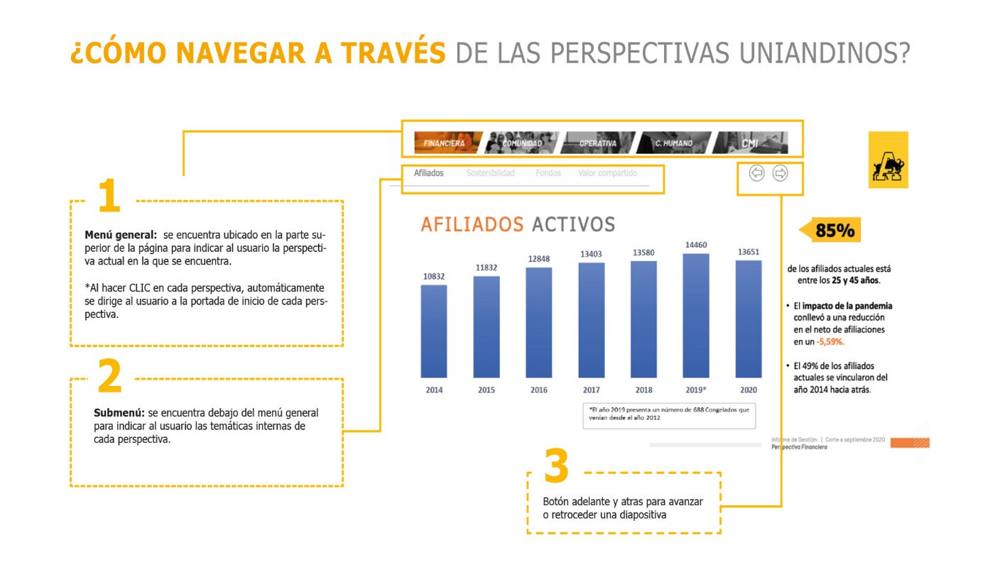 ¿CÓMO NAVEGAR A TRAVÉS DE LAS PERSPECTIVAS UNIANDINOS?
1
Menú general: se encuentra ubicado en la parte su-
perior de la página para indicar al usuario la perspecti-
va actual en la que se encuentra.
*Al hacer CLIC en cada perspectiva, automáticamente
se dirige al usuario a la portada de inicio de cada pers-
pectiva.
2
Submenú: se encuentra debajo del menú general
para indicar al usuario las temáticas internas de
cada perspectiva.
FINANCIERA COMUNIDAD OPERATIVA C. HUMANO CMI
Afiliados Sostenibilidad Fondos Valor compartido
AFILIADOS ACTIVOS
10832 11832 12848 13403 13580 14460 13651
2014 2015 2016 2017 2018 2019* 2020
*El año 2019 presenta un número de 688 Congelados que
venían desde el año 2012
85%
de los afiliados actuales está
entre los 25 y 45 años.
• El impacto de la pandemia
conllevó a una reducción
en el neto de afiliaciones
en un -5,59%.
• El 49% de los afiliados
actuales se vincularon del
año 2014 hacia atrás.
Informe de Gestión | Corte a septiembre 2020
Perspectiva Financiera
3
Botón adelante y atras para avanzar
o retroceder una diapositiva